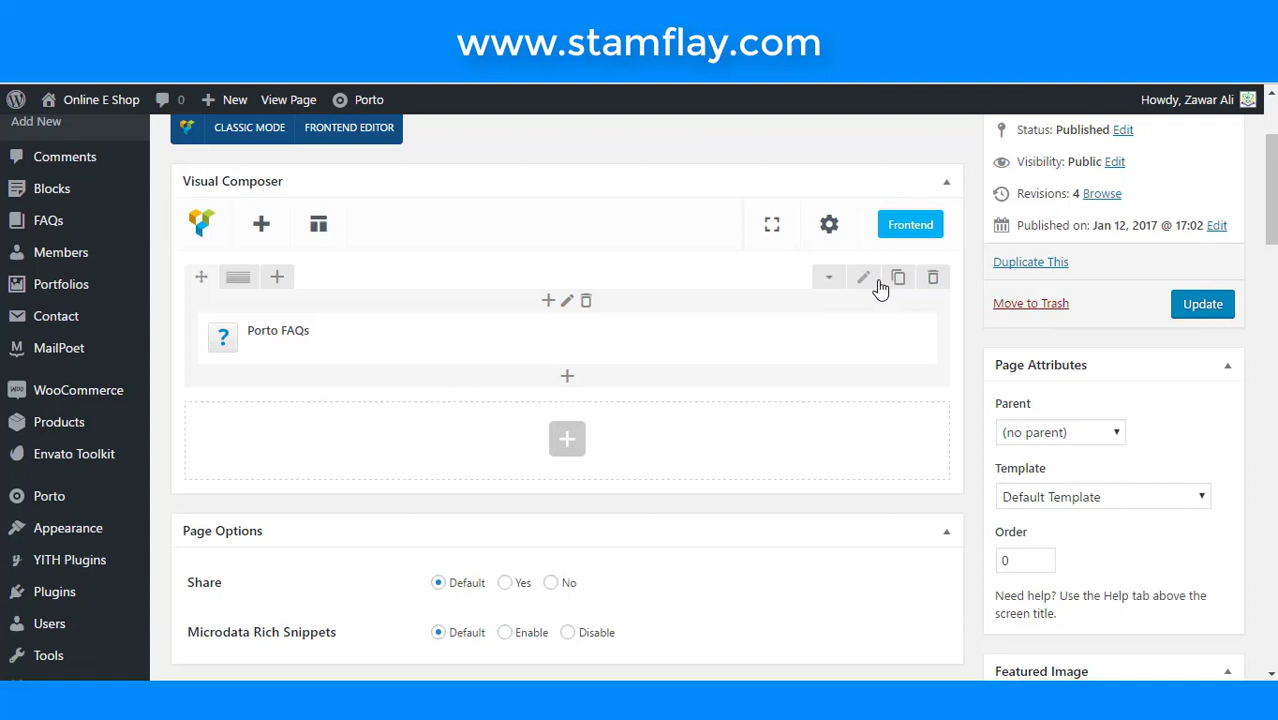 www.stamflay.com
Online E Shop 0 New View Page Porto Howdy, Zawar Ali
Add New
Comments
Blocks
FAQs
Members
Portfolios
Contact
MailPoet
WooCommerce
Products
Envato Toolkit
Porto
Appearance
YITH Plugins
Plugins
Users
Tools
CLASSIC MODE FRONTEND EDITOR
Visual Composer
Frontend
Porto FAQs
Page Options
Share Default Yes No
Microdata Rich Snippets Default Enable Disable
Status: Published Edit
Visibility: Public Edit
Revisions: 4 Browse
Published on: Jan 12, 2017 @ 17:02 Edit
Duplicate This
Move to Trash Update
Page Attributes
Parent
(no parent)
Template
Default Template
Order
0
Need help? Use the Help tab above the
screen title.
Featured Image